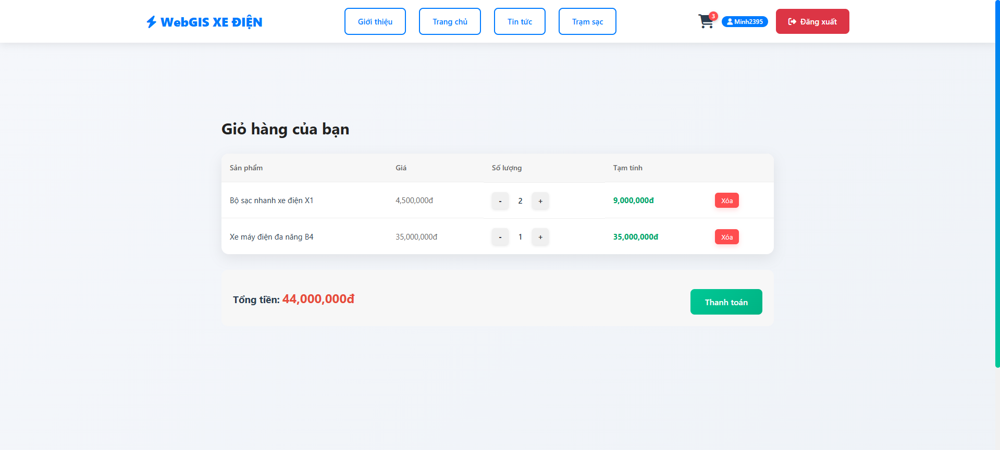 WebGIS XE ĐIỆN
Giới thiệu
Trang chủ
Tin tức
Trạm sạc
3
Minh2395
Đăng xuất
Giỏ hàng của bạn
Sản phẩm Giá Số lượng Tạm tính
Bộ sạc nhanh xe điện X1 4,500,000đ - 2 + 9,000,000đ Xóa
Xe máy điện đa năng B4 35,000,000đ - 1 + 35,000,000đ Xóa
Tổng tiền: 44,000,000đ
Thanh toán